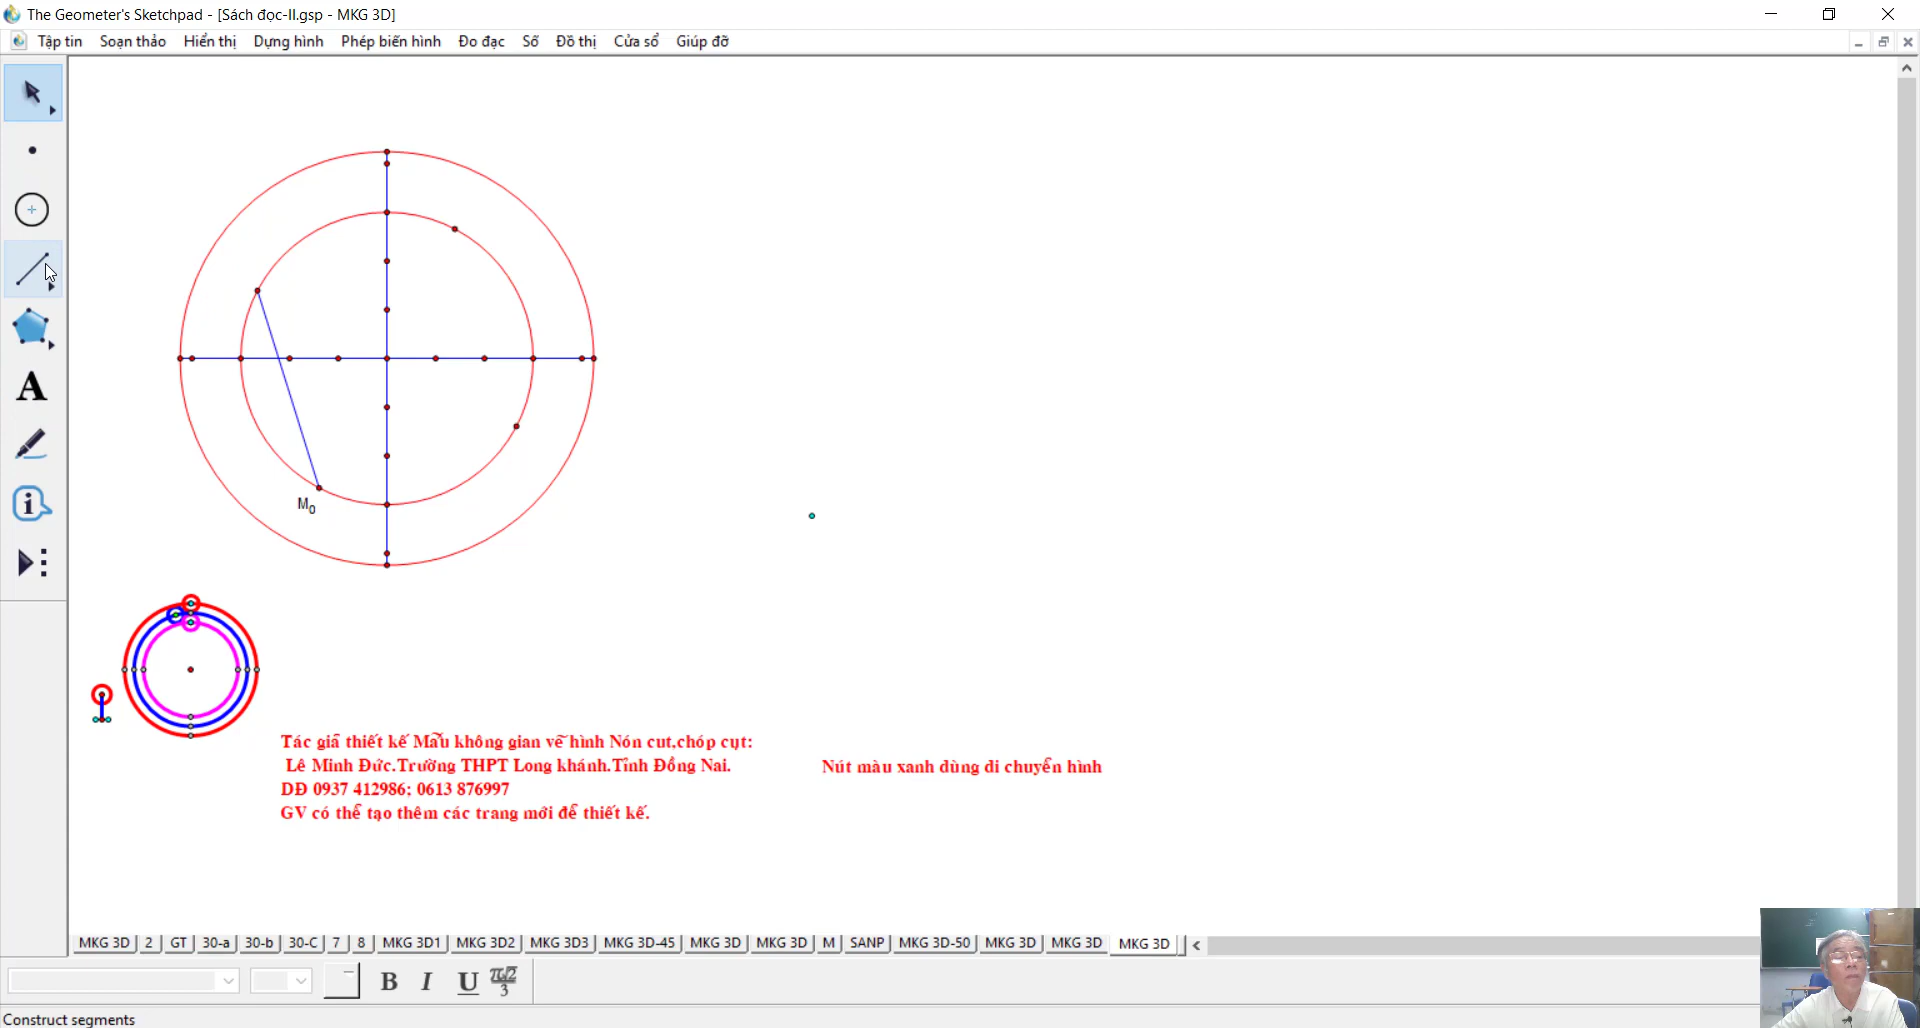 The Geometer's Sketchpad - [Sách đọc-II.gsp - MKG 3D]
Tập tin Soạn thảo Hiển thị Dựng hình Phép biến hình Đo đạc Số Đồ thị Cửa sổ Giúp đỡ
A
M₀
Tác giả thiết kế Mẫu không gian vẽ hình Nón cut,chóp cụt:
Lê Minh Đức.Trường THPT Long khánh.Tỉnh Đồng Nai.
DĐ 0937 412986; 0613 876997
GV có thể tạo thêm các trang mới để thiết kế.
Nút màu xanh dùng di chuyển hình
MKG 3D 2 GT 30-a 30-b 30-C 7 8 MKG 3D1 MKG 3D2 MKG 3D3 MKG 3D-45 MKG 3D MKG 3D M SANP MKG 3D-50 MKG 3D MKG 3D MKG 3D
B I U π√2/3
Construct segments